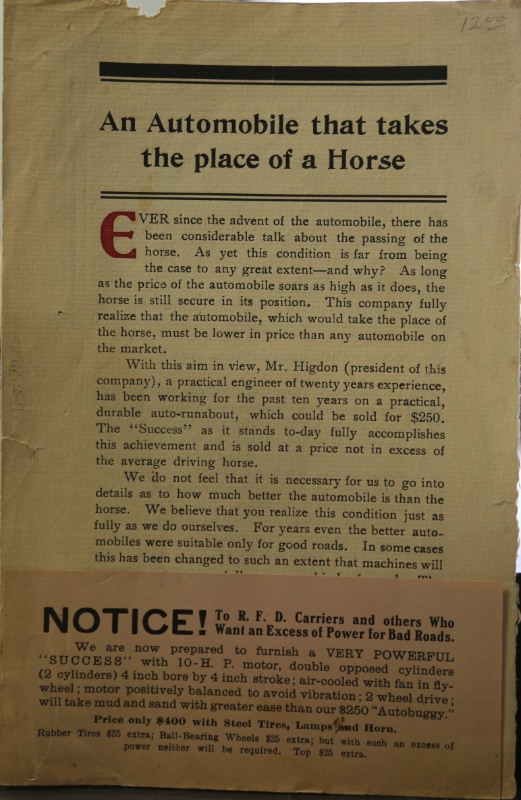 12.00
An Automobile that takes
the place of a Horse
EVER since the advent of the automobile, there has
been considerable talk about the passing of the
horse. As yet this condition is far from being
the case to any great extent—and why? As long
as the price of the automobile soars as high as it does, the
horse is still secure in its position. This company fully
realize that the automobile, which would take the place of
the horse, must be lower in price than any automobile on
the market.
With this aim in view, Mr. Higdon (president of this
company), a practical engineer of twenty years experience,
has been working for the past ten years on a practical,
durable auto-runabout, which could be sold for $250.
The "Success" as it stands to-day fully accomplishes
this achievement and is sold at a price not in excess of
the average driving horse.
We do not feel that it is necessary for us to go into
details as to how much better the automobile is than the
horse. We believe that you realize this condition just as
fully as we do ourselves. For years even the better auto-
mobiles were suitable only for good roads. In some cases
this has been changed to such an extent that machines will
NOTICE! To R. F. D. Carriers and others Who
Want an Excess of Power for Bad Roads.
We are now prepared to furnish a VERY POWERFUL
"SUCCESS" with 10-H. P. motor, double opposed cylinders
(2 cylinders) 4 inch bore by 4 inch stroke; air-cooled with fan in fly-
wheel; motor positively balanced to avoid vibration; 2 wheel drive;
will take mud and sand with greater ease than our $250 "Autobuggy."
Price only $400 with Steel Tires, Lamps and Horn.
Rubber Tires $25 extra; Ball-Bearing Wheels $25 extra; but with such an excess of
power neither will be required. Top $25 extra.